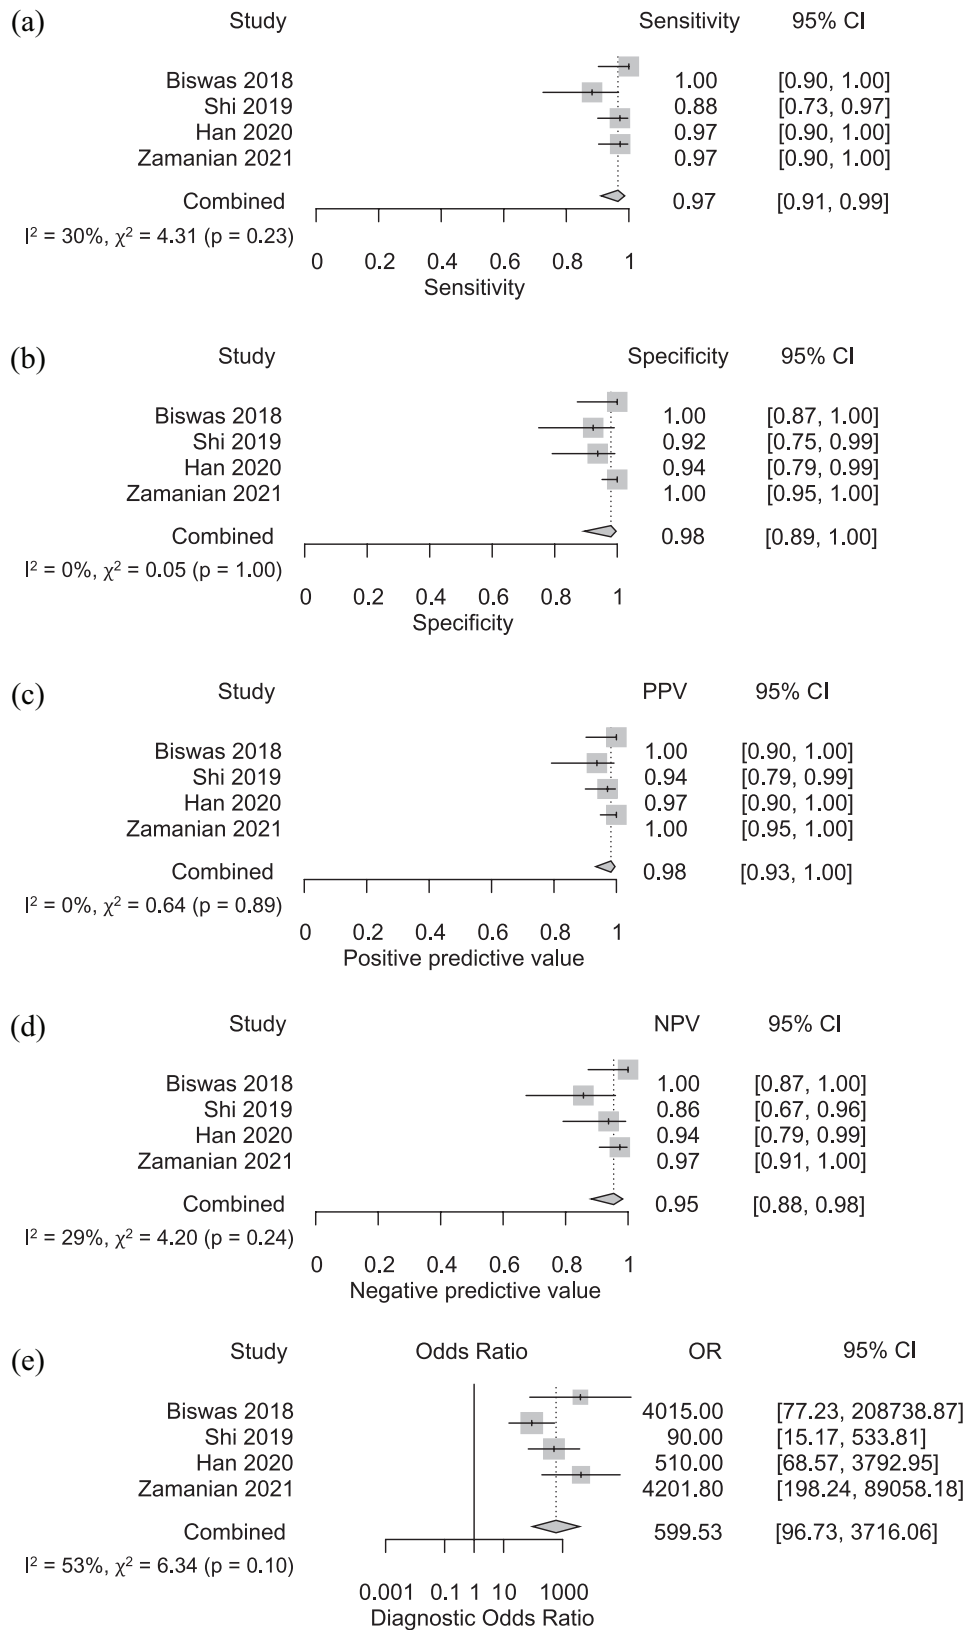 (a) Study Sensitivity 95% CI
Biswas 2018 1.00 [0.90, 1.00]
Shi 2019 0.88 [0.73, 0.97]
Han 2020 0.97 [0.90, 1.00]
Zamanian 2021 0.97 [0.90, 1.00]
Combined 0.97 [0.91, 0.99]
I² = 30%, χ² = 4.31 (p = 0.23)
0 0.2 0.4 0.6 0.8 1
Sensitivity
(b) Study Specificity 95% CI
Biswas 2018 1.00 [0.87, 1.00]
Shi 2019 0.92 [0.75, 0.99]
Han 2020 0.94 [0.79, 0.99]
Zamanian 2021 1.00 [0.95, 1.00]
Combined 0.98 [0.89, 1.00]
I² = 0%, χ² = 0.05 (p = 1.00)
0 0.2 0.4 0.6 0.8 1
Specificity
(c) Study PPV 95% CI
Biswas 2018 1.00 [0.90, 1.00]
Shi 2019 0.94 [0.79, 0.99]
Han 2020 0.97 [0.90, 1.00]
Zamanian 2021 1.00 [0.95, 1.00]
Combined 0.98 [0.93, 1.00]
I² = 0%, χ² = 0.64 (p = 0.89)
0 0.2 0.4 0.6 0.8 1
Positive predictive value
(d) Study NPV 95% CI
Biswas 2018 1.00 [0.87, 1.00]
Shi 2019 0.86 [0.67, 0.96]
Han 2020 0.94 [0.79, 0.99]
Zamanian 2021 0.97 [0.91, 1.00]
Combined 0.95 [0.88, 0.98]
I² = 29%, χ² = 4.20 (p = 0.24)
0 0.2 0.4 0.6 0.8 1
Negative predictive value
(e) Study Odds Ratio OR 95% CI
Biswas 2018 4015.00 [77.23, 208738.87]
Shi 2019 90.00 [15.17, 533.81]
Han 2020 510.00 [68.57, 3792.95]
Zamanian 2021 4201.80 [198.24, 89058.18]
Combined 599.53 [96.73, 3716.06]
I² = 53%, χ² = 6.34 (p = 0.10)
0.001 0.1 1 10 1000
Diagnostic Odds Ratio